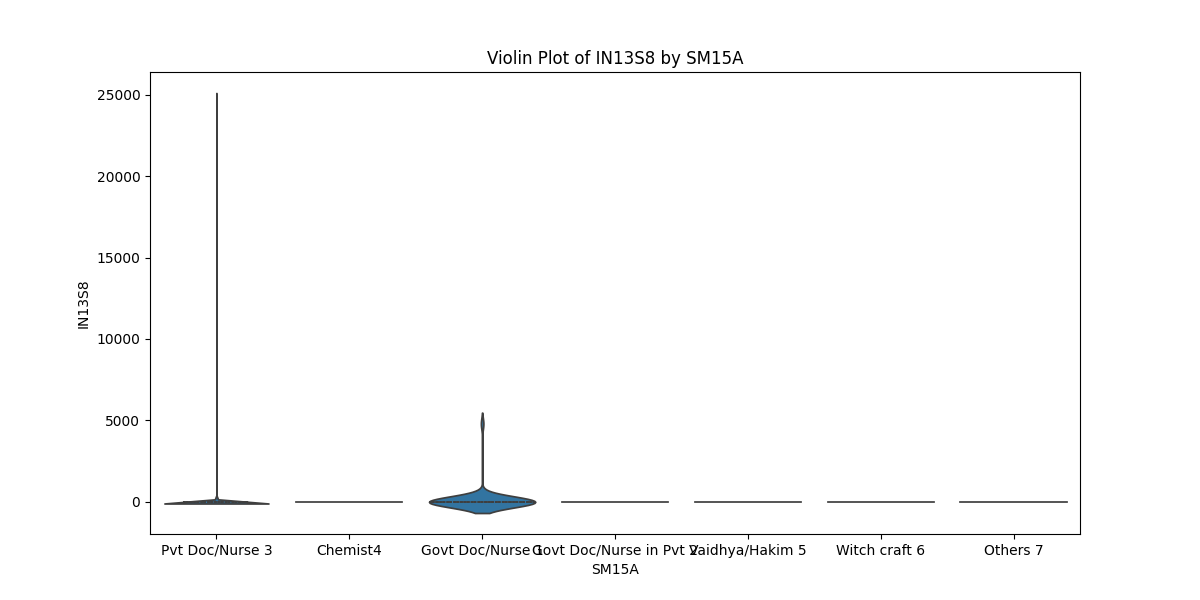 Violin Plot of IN13S8 by SM15A
25000
20000
15000
10000
5000
0
IN13S8
Pvt Doc/Nurse 3 Chemist4 Govt Doc/Nurse 1 Govt Doc/Nurse in Pvt 2 Vaidhya/Hakim 5 Witch craft 6 Others 7
SM15A